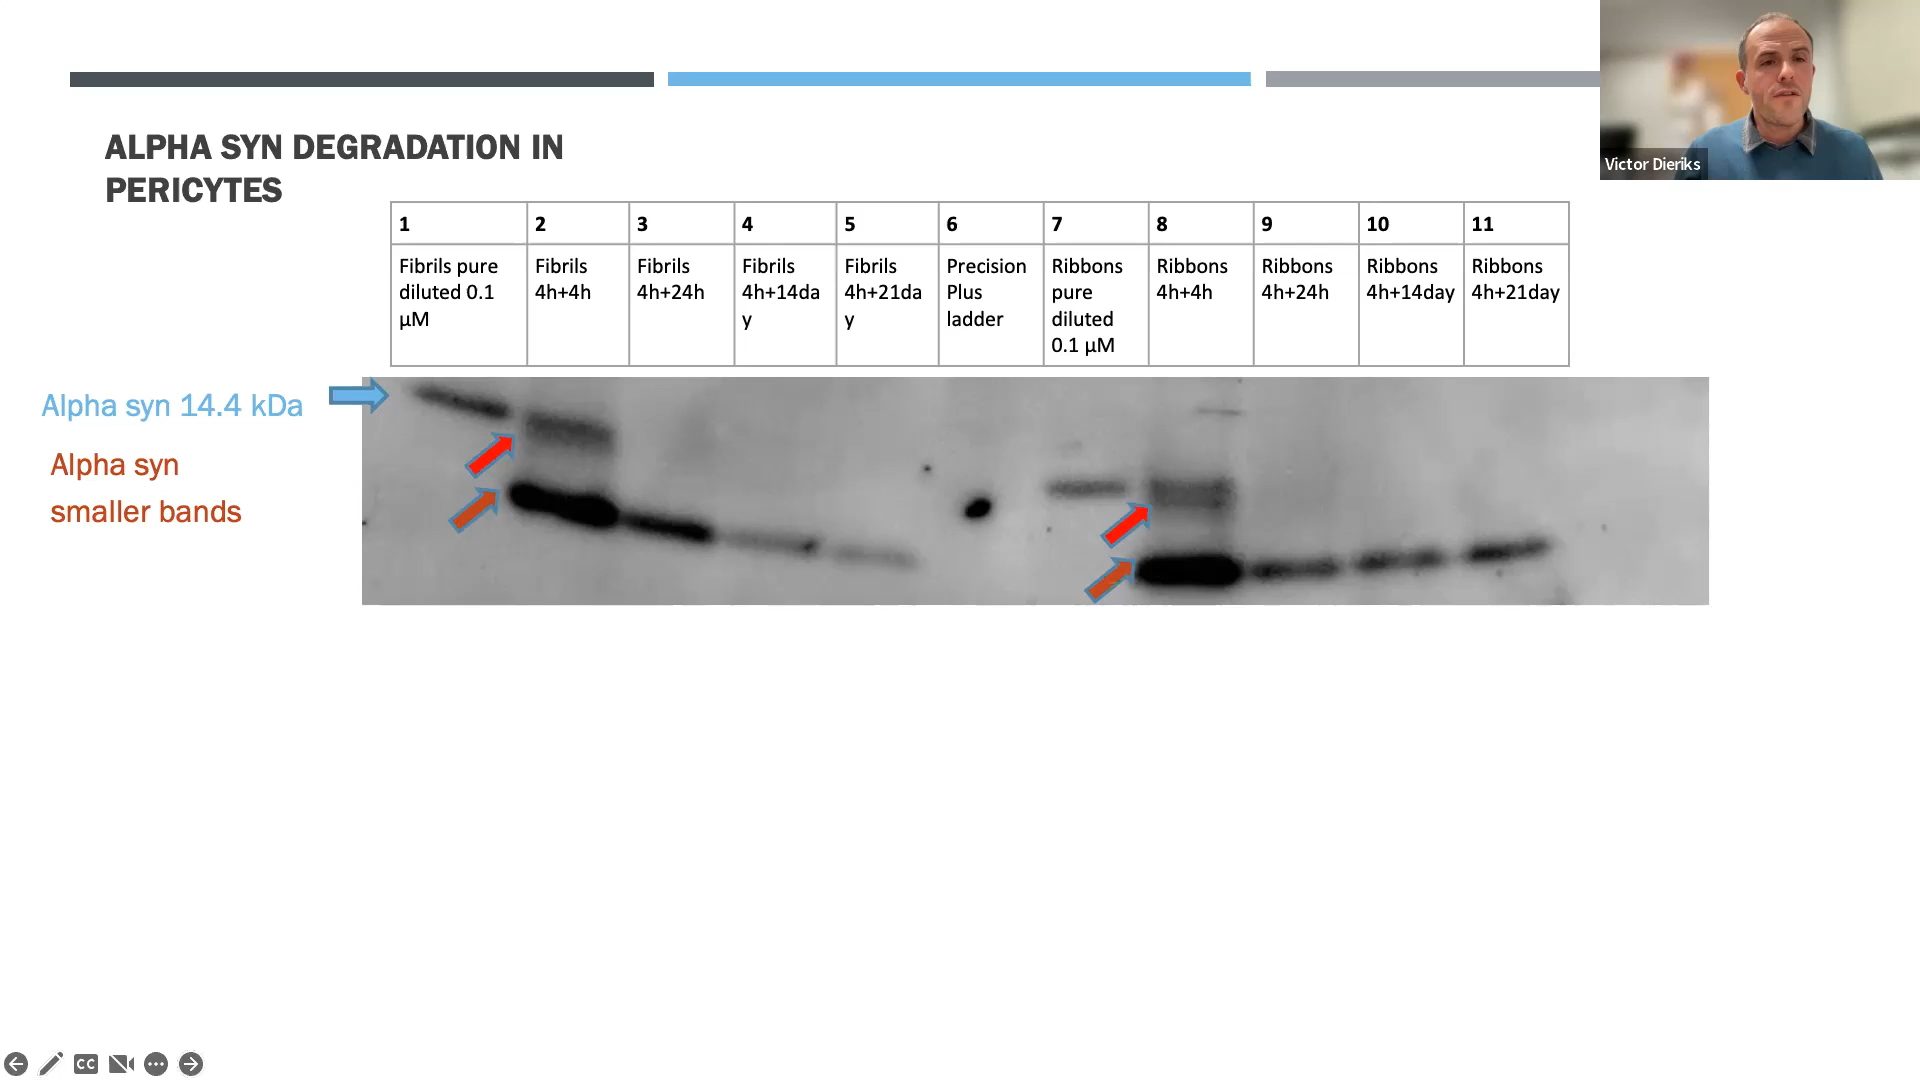 Victor Dieriks
ALPHA SYN DEGRADATION IN
PERICYTES
1 2 3 4 5 6 7 8 9 10 11
Fibrils pure
diluted 0.1
µM
Fibrils
4h+4h
Fibrils
4h+24h
Fibrils
4h+14da
y
Fibrils
4h+21da
y
Precision
Plus
ladder
Ribbons
pure
diluted
0.1 µM
Ribbons
4h+4h
Ribbons
4h+24h
Ribbons
4h+14day
Ribbons
4h+21day
Alpha syn 14.4 kDa
Alpha syn
smaller bands
CC